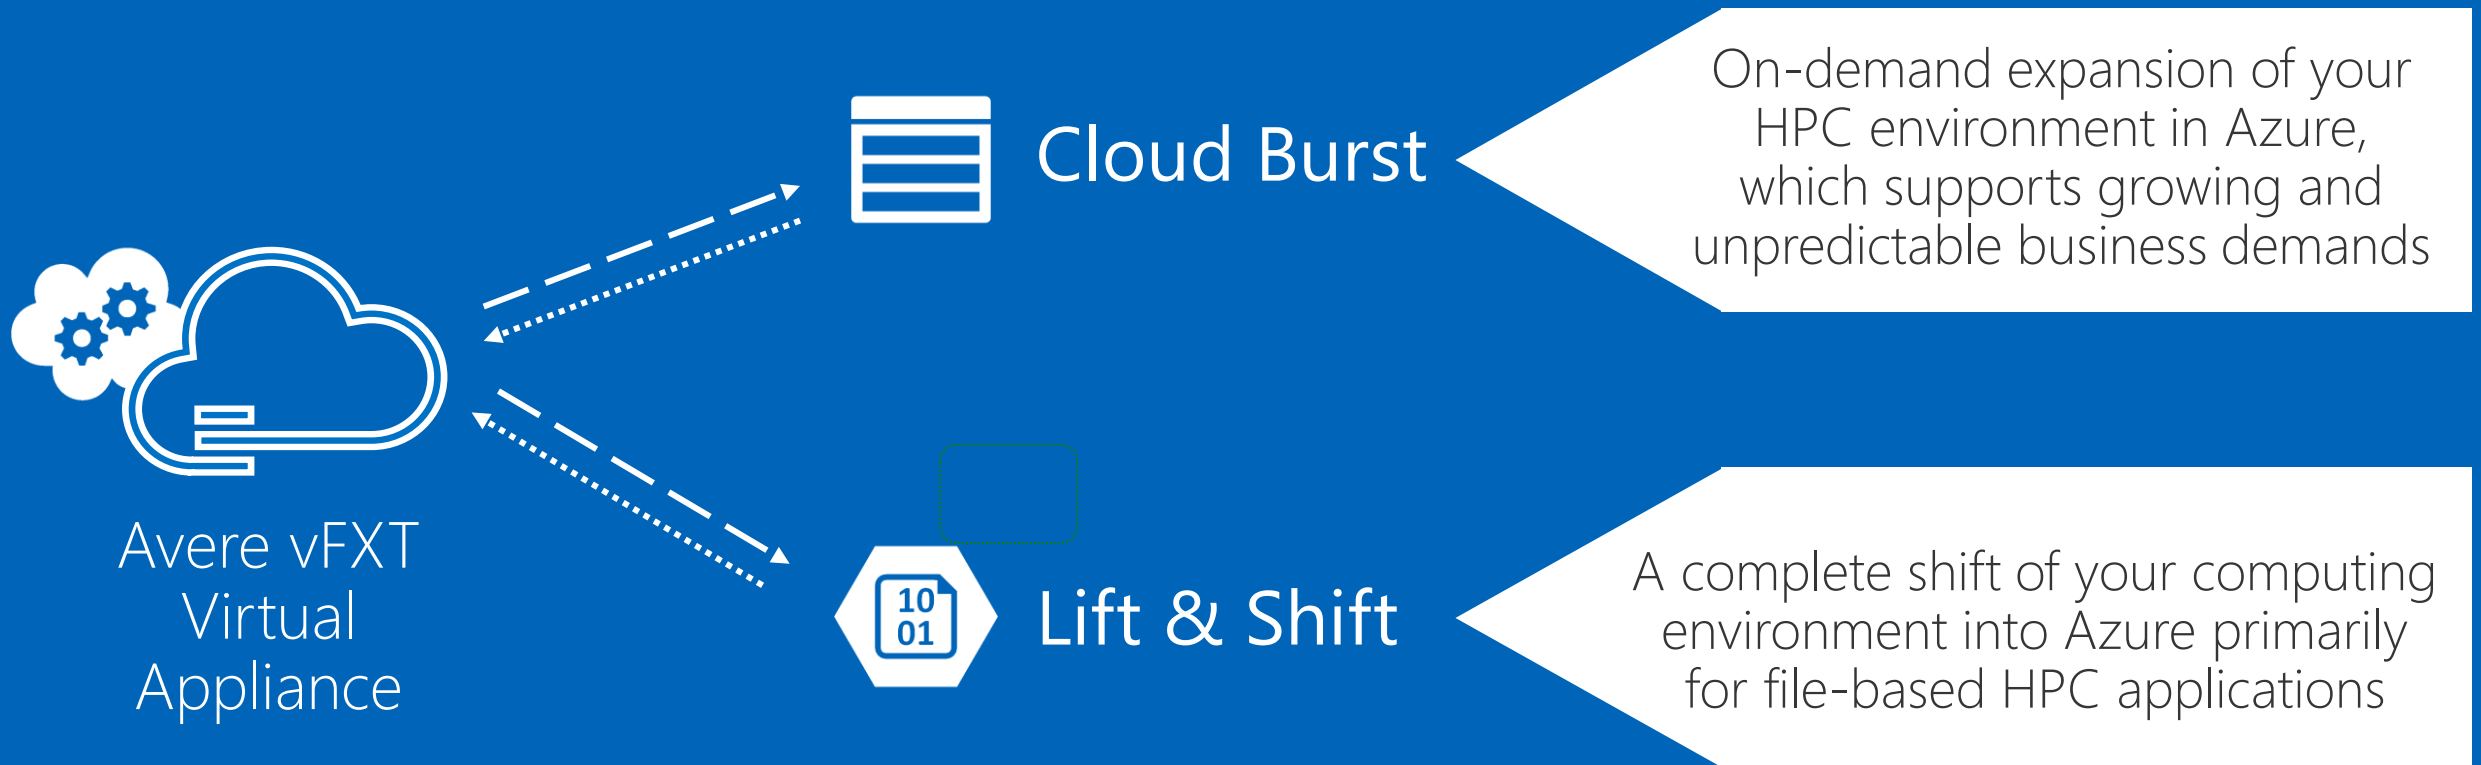 Avere vFXT
Virtual
Appliance
Cloud Burst
On-demand expansion of your
HPC environment in Azure,
which supports growing and
unpredictable business demands
10
01
Lift & Shift
A complete shift of your computing
environment into Azure primarily
for file-based HPC applications